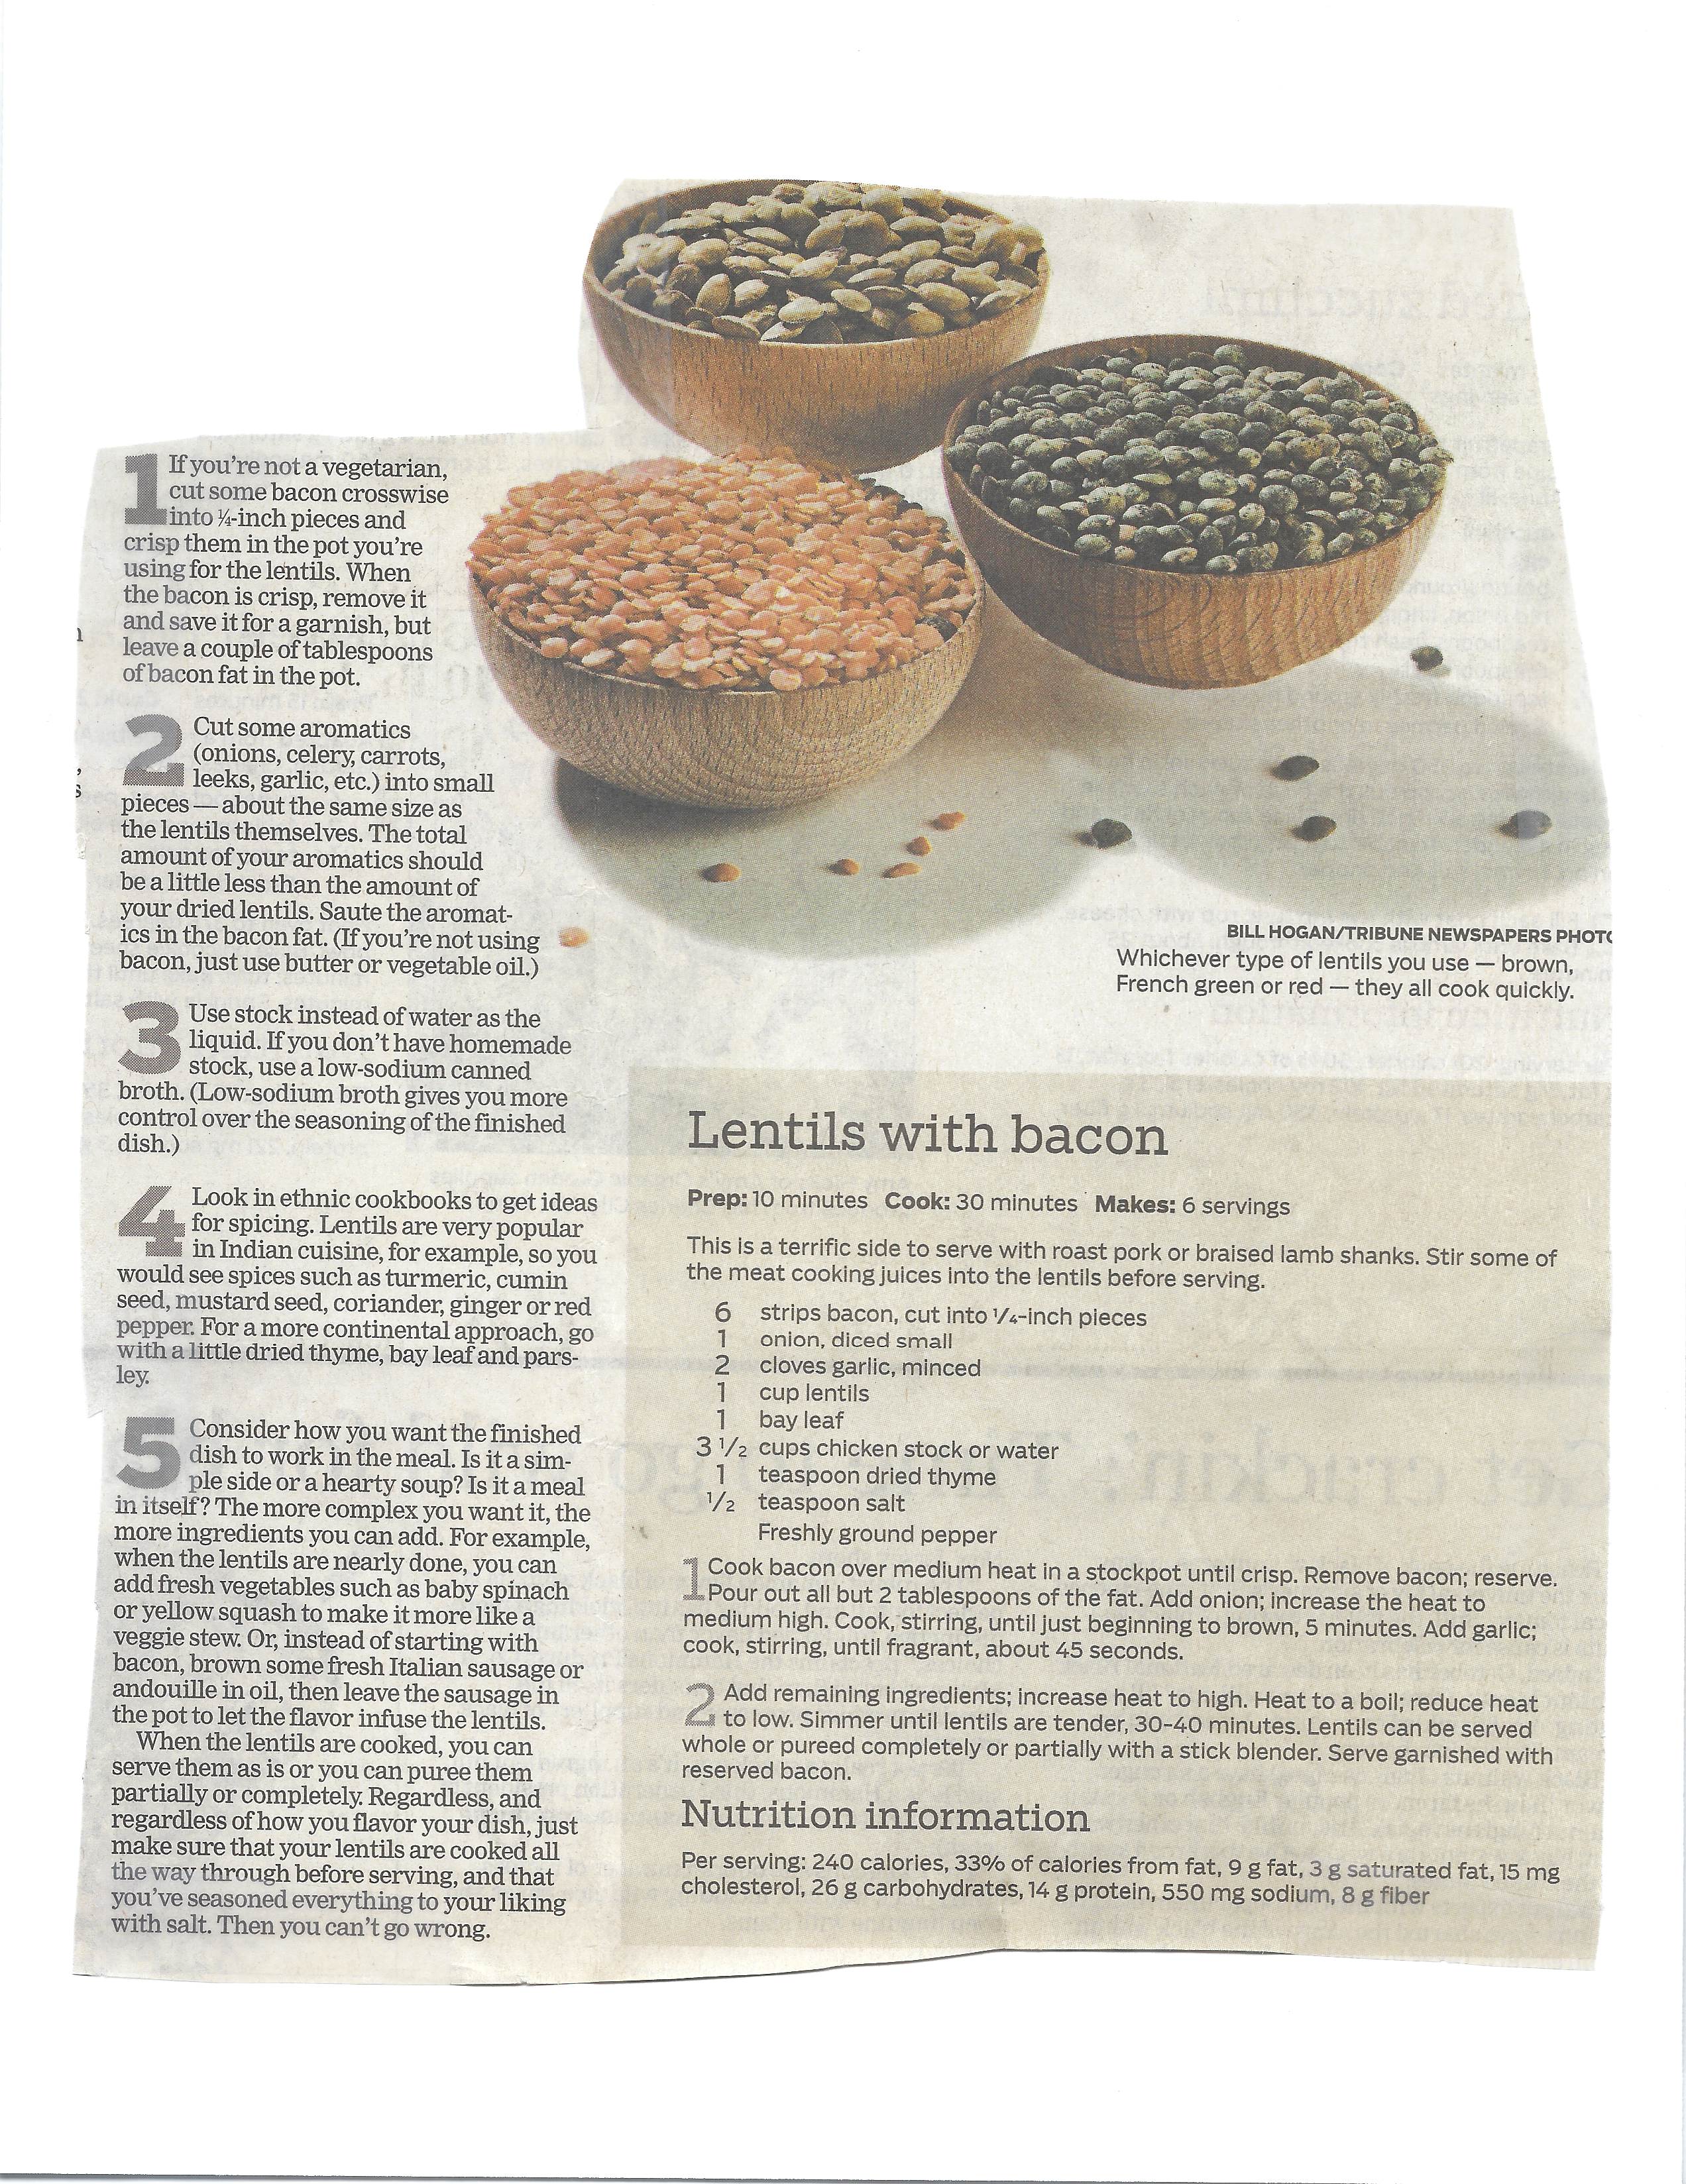 1 If you're not a vegetarian,
cut some bacon crosswise
into ¼-inch pieces and
crisp them in the pot you're
using for the lentils. When
the bacon is crisp, remove it
and save it for a garnish, but
leave a couple of tablespoons
of bacon fat in the pot.
2 Cut some aromatics
(onions, celery, carrots,
leeks, garlic, etc.) into small
pieces — about the same size as
the lentils themselves. The total
amount of your aromatics should
be a little less than the amount of
your dried lentils. Saute the aromat-
ics in the bacon fat. (If you're not using
bacon, just use butter or vegetable oil.)
3 Use stock instead of water as the
liquid. If you don't have homemade
stock, use a low-sodium canned
broth. (Low-sodium broth gives you more
control over the seasoning of the finished
dish.)
4 Look in ethnic cookbooks to get ideas
for spicing. Lentils are very popular
in Indian cuisine, for example, so you
would see spices such as turmeric, cumin
seed, mustard seed, coriander, ginger or red
pepper. For a more continental approach, go
with a little dried thyme, bay leaf and pars-
ley.
5 Consider how you want the finished
dish to work in the meal. Is it a sim-
ple side or a hearty soup? Is it a meal
in itself? The more complex you want it, the
more ingredients you can add. For example,
when the lentils are nearly done, you can
add fresh vegetables such as baby spinach
or yellow squash to make it more like a
veggie stew. Or, instead of starting with
bacon, brown some fresh Italian sausage or
andouille in oil, then leave the sausage in
the pot to let the flavor infuse the lentils.
When the lentils are cooked, you can
serve them as is or you can puree them
partially or completely. Regardless, and
regardless of how you flavor your dish, just
make sure that your lentils are cooked all
the way through before serving, and that
you've seasoned everything to your liking
with salt. Then you can't go wrong.
BILL HOGAN/TRIBUNE NEWSPAPERS PHOTO
Whichever type of lentils you use — brown,
French green or red — they all cook quickly.
Lentils with bacon
Prep: 10 minutes Cook: 30 minutes Makes: 6 servings
This is a terrific side to serve with roast pork or braised lamb shanks. Stir some of
the meat cooking juices into the lentils before serving.
6 strips bacon, cut into 1/4-inch pieces
1 onion, diced small
2 cloves garlic, minced
1 cup lentils
1 bay leaf
3 1/2 cups chicken stock or water
1 teaspoon dried thyme
1/2 teaspoon salt
Freshly ground pepper
1 Cook bacon over medium heat in a stockpot until crisp. Remove bacon; reserve.
Pour out all but 2 tablespoons of the fat. Add onion; increase the heat to
medium high. Cook, stirring, until just beginning to brown, 5 minutes. Add garlic;
cook, stirring, until fragrant, about 45 seconds.
2 Add remaining ingredients; increase heat to high. Heat to a boil; reduce heat
to low. Simmer until lentils are tender, 30-40 minutes. Lentils can be served
whole or pureed completely or partially with a stick blender. Serve garnished with
reserved bacon.
Nutrition information
Per serving: 240 calories, 33% of calories from fat, 9 g fat, 3 g saturated fat, 15 mg
cholesterol, 26 g carbohydrates, 14 g protein, 550 mg sodium, 8 g fiber